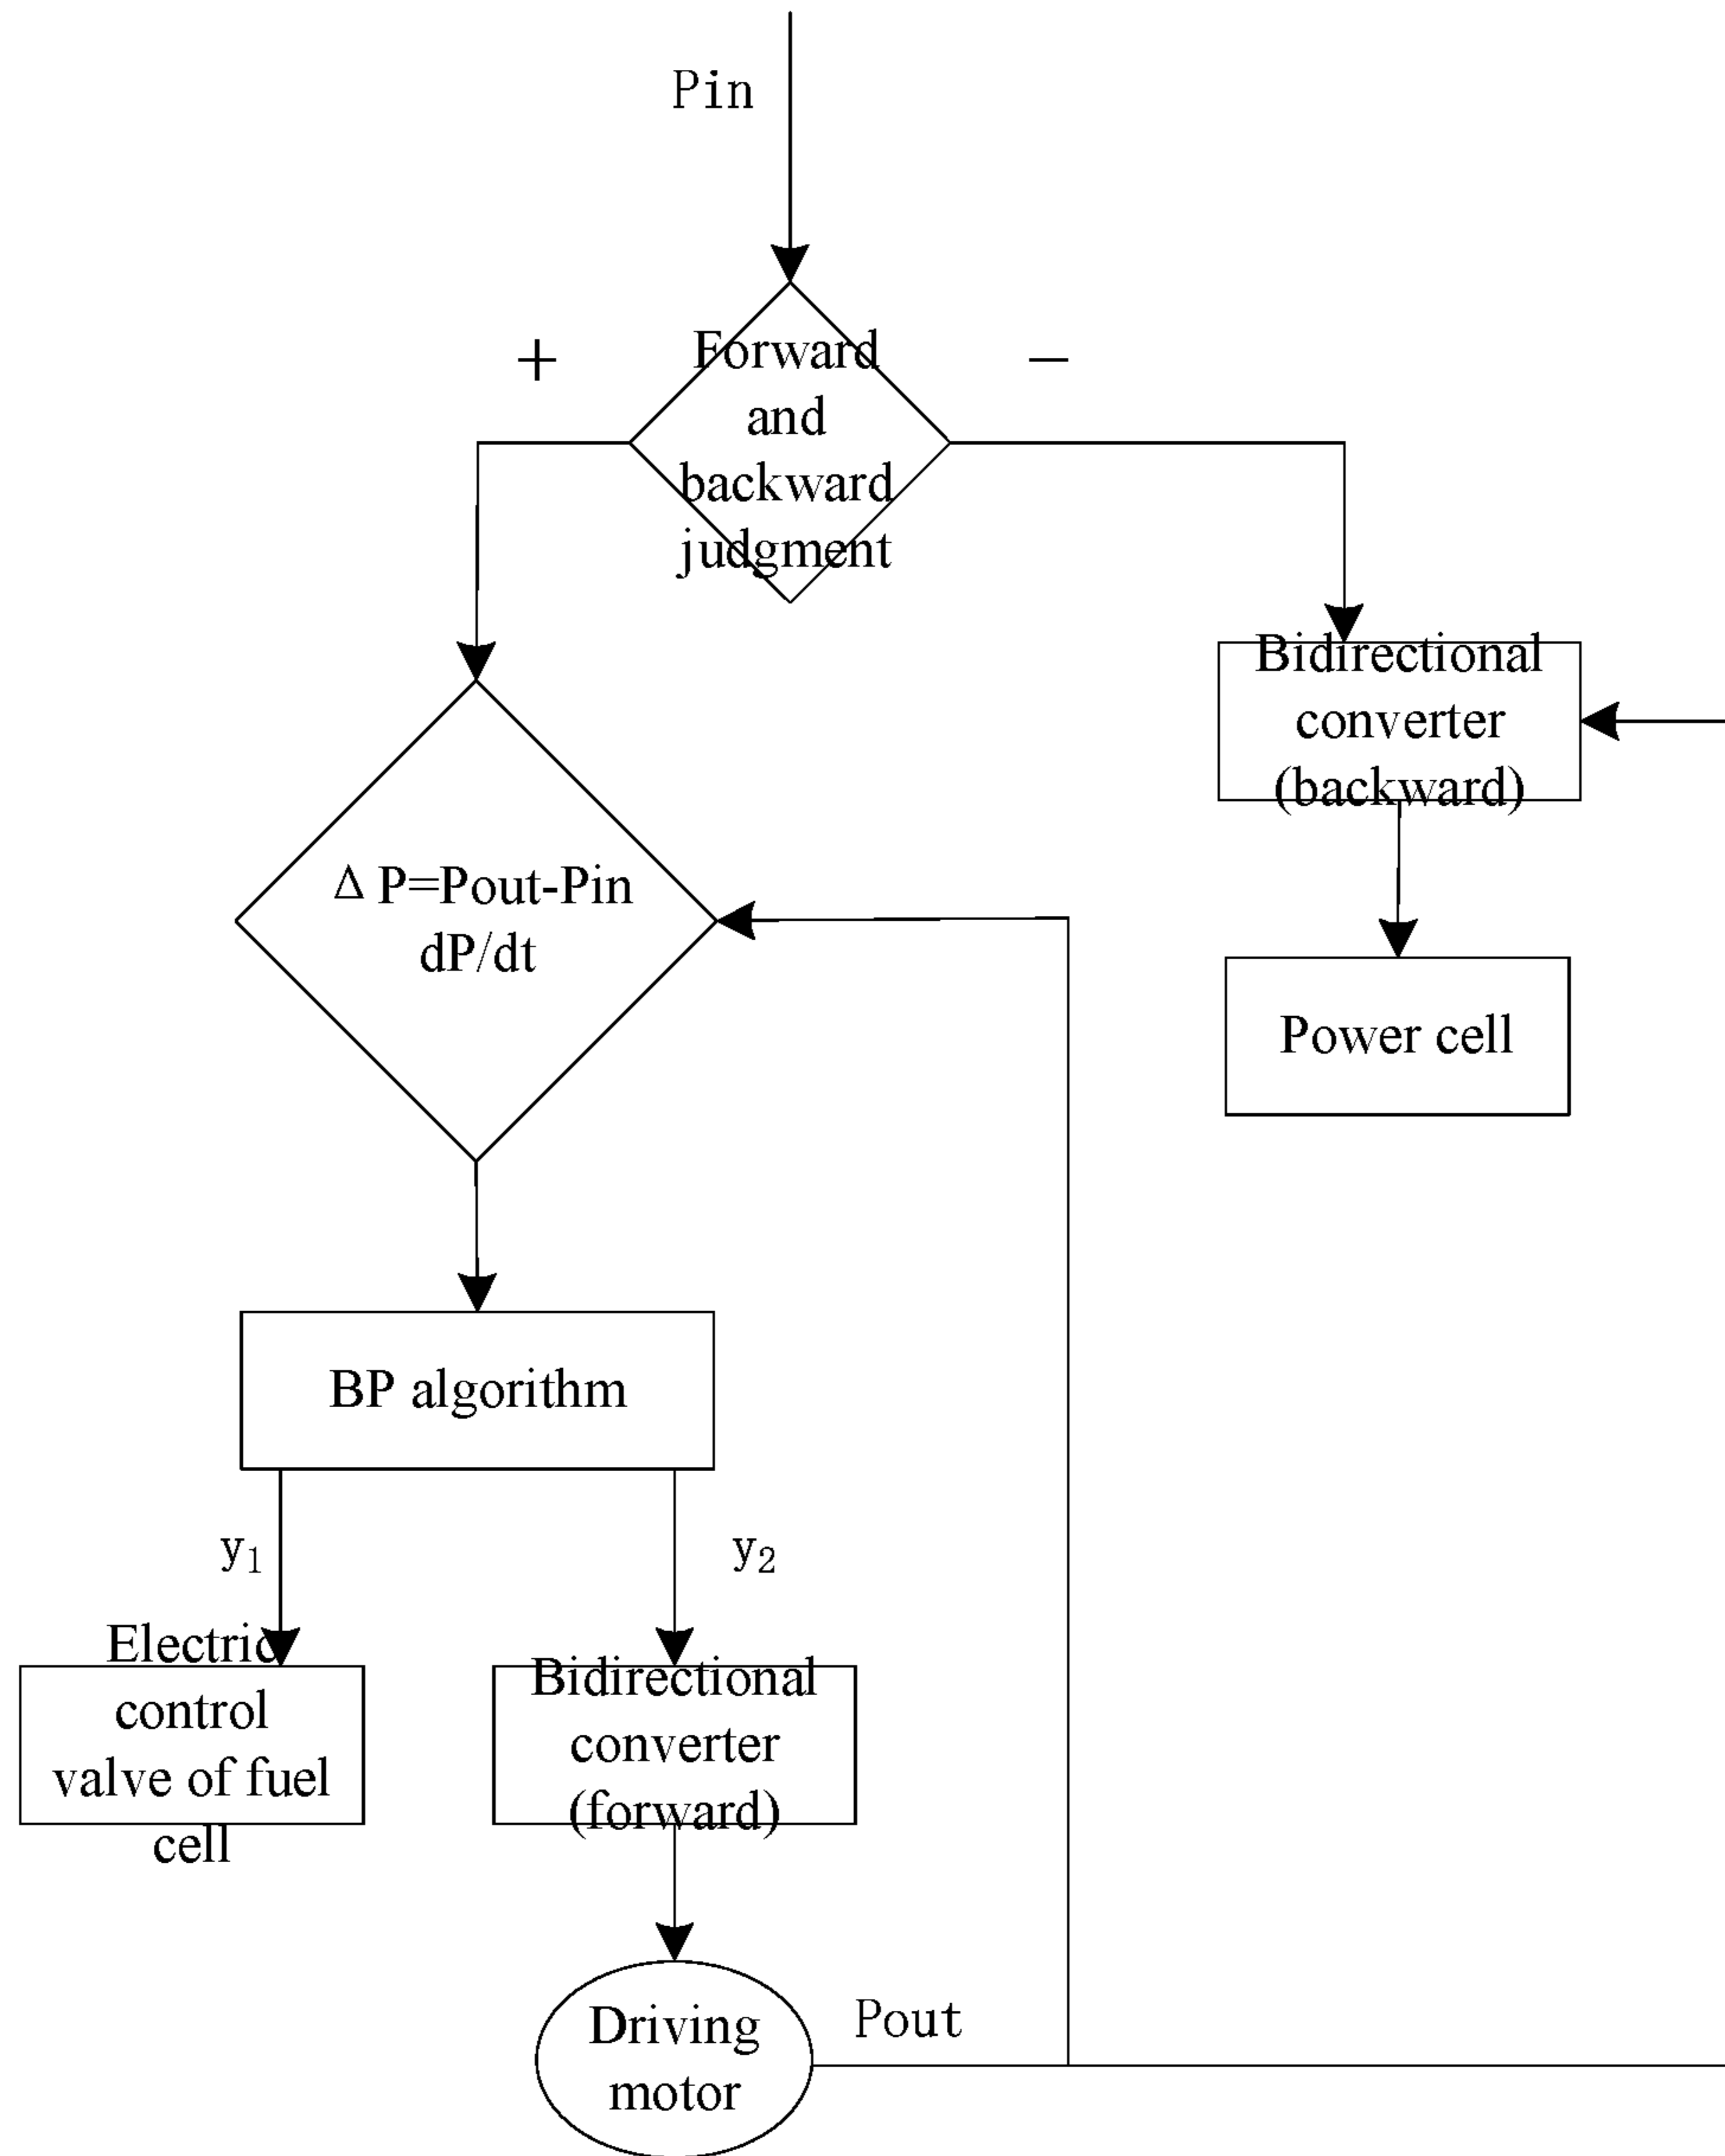 Pin
+
Forward
and
backward
judgment
−
Bidirectional
converter
(backward)
Δ P=Pout-Pin
dP/dt
Power cell
BP algorithm
y₁
y₂
Electric
control
valve of fuel
cell
Bidirectional
converter
(forward)
Driving
motor
Pout